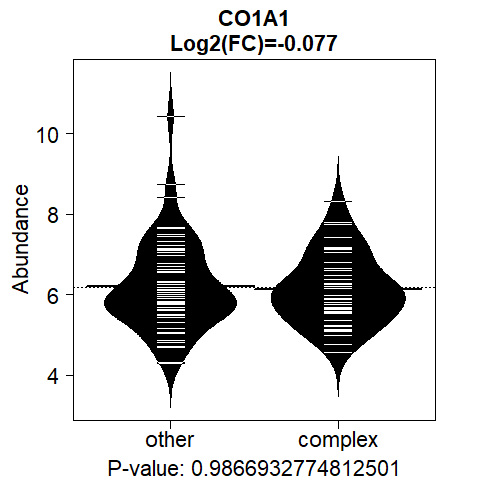 CO1A1
Log2(FC)=-0.077
Abundance
10
8
6
4
other
complex
P-value: 0.9866932774812501